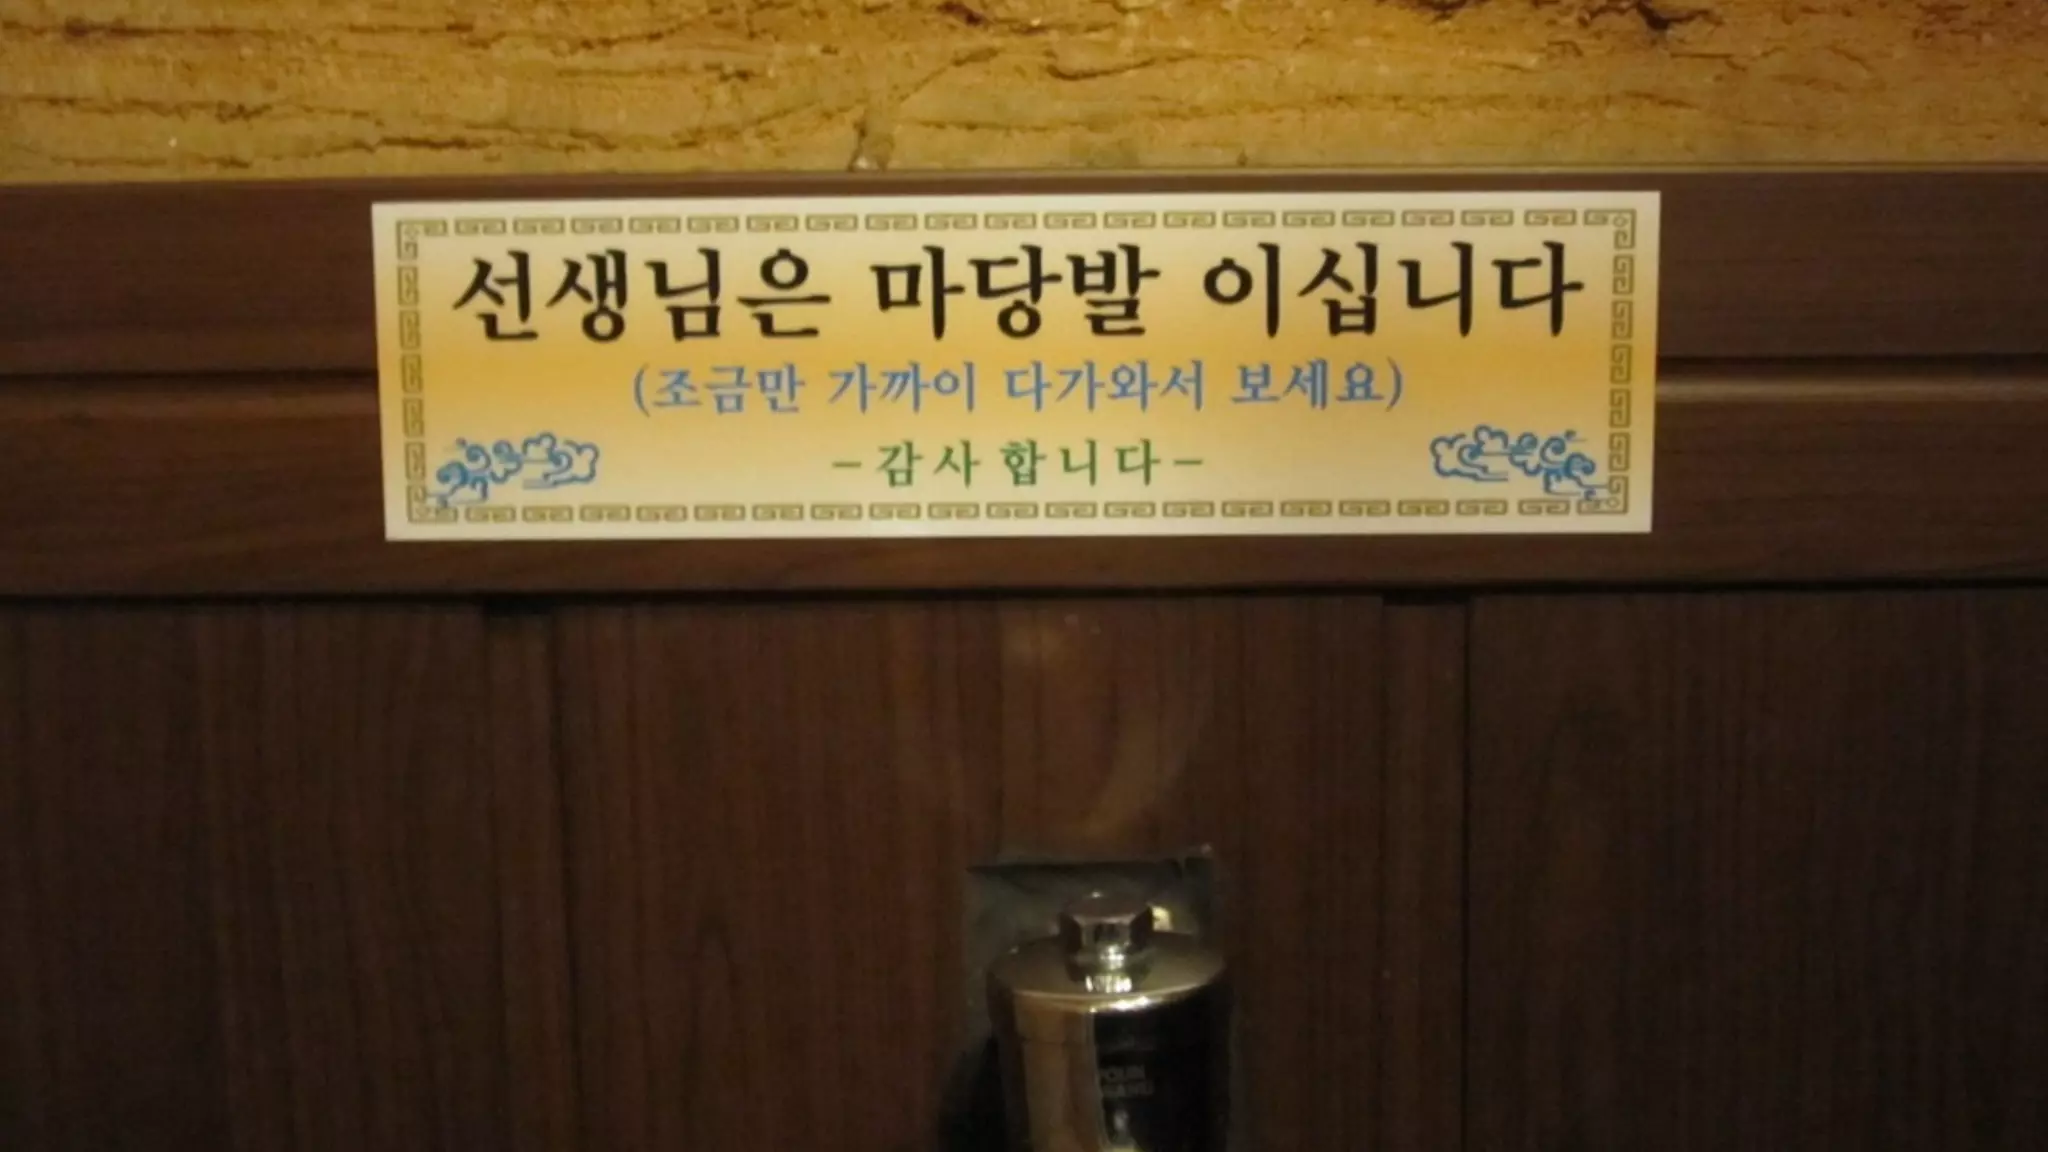 선생님은 마당발 이십니다
(조금만 가까이 다가와서 보세요)
-감사합니다-